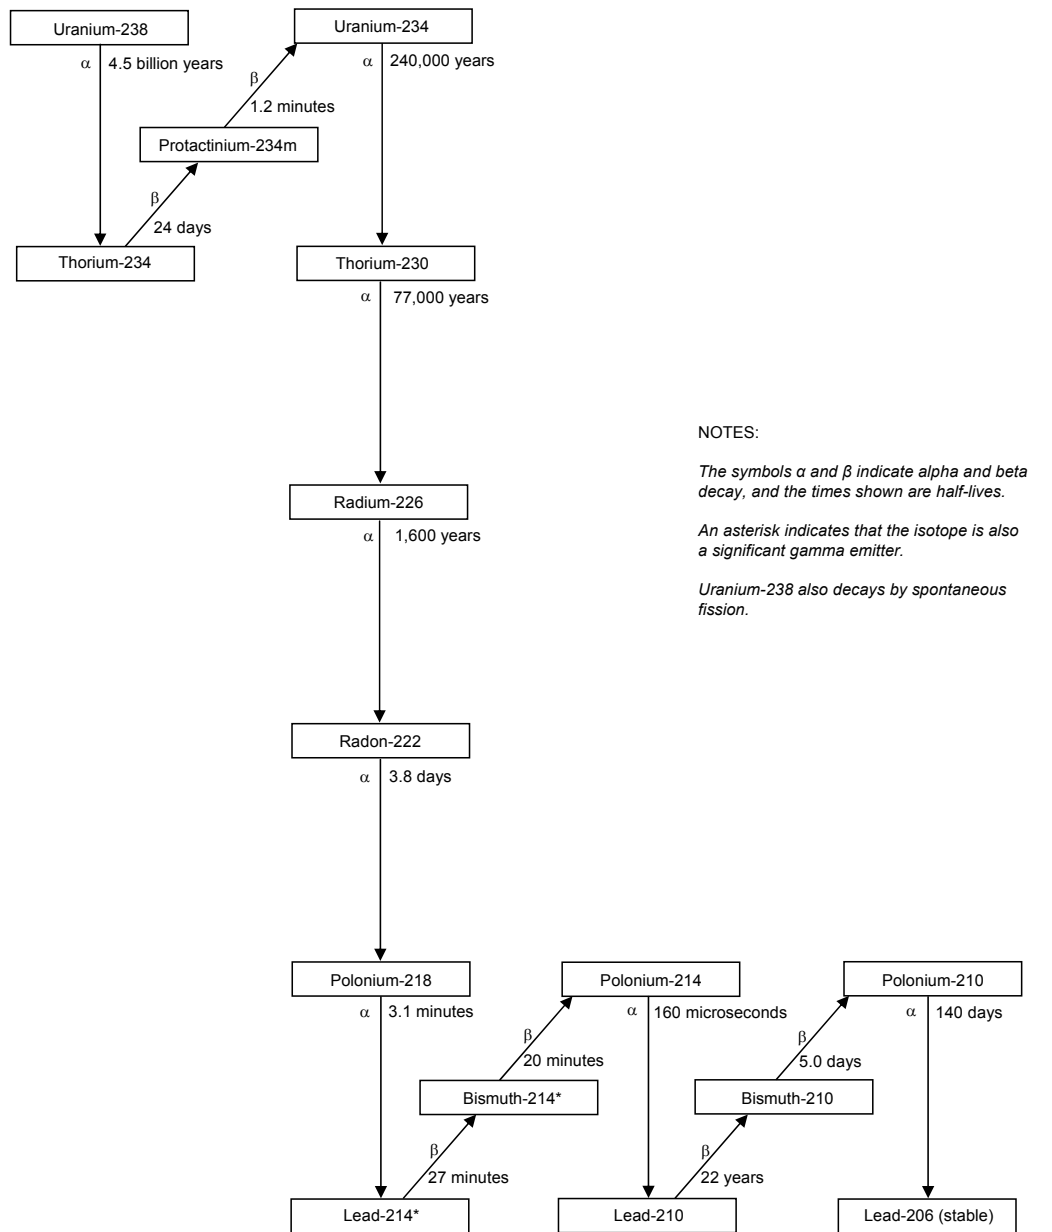 Uranium-238
Uranium-234
α 4.5 billion years
α 240,000 years
β
1.2 minutes
Protactinium-234m
β
24 days
Thorium-234
Thorium-230
α 77,000 years
NOTES:
The symbols α and β indicate alpha and beta
decay, and the times shown are half-lives.
Radium-226
An asterisk indicates that the isotope is also
a significant gamma emitter.
α 1,600 years
Uranium-238 also decays by spontaneous
fission.
Radon-222
α 3.8 days
Polonium-218
Polonium-214
Polonium-210
α 3.1 minutes
α 160 microseconds
α 140 days
β
20 minutes
β
5.0 days
Bismuth-214*
Bismuth-210
β
27 minutes
β
22 years
Lead-214*
Lead-210
Lead-206 (stable)